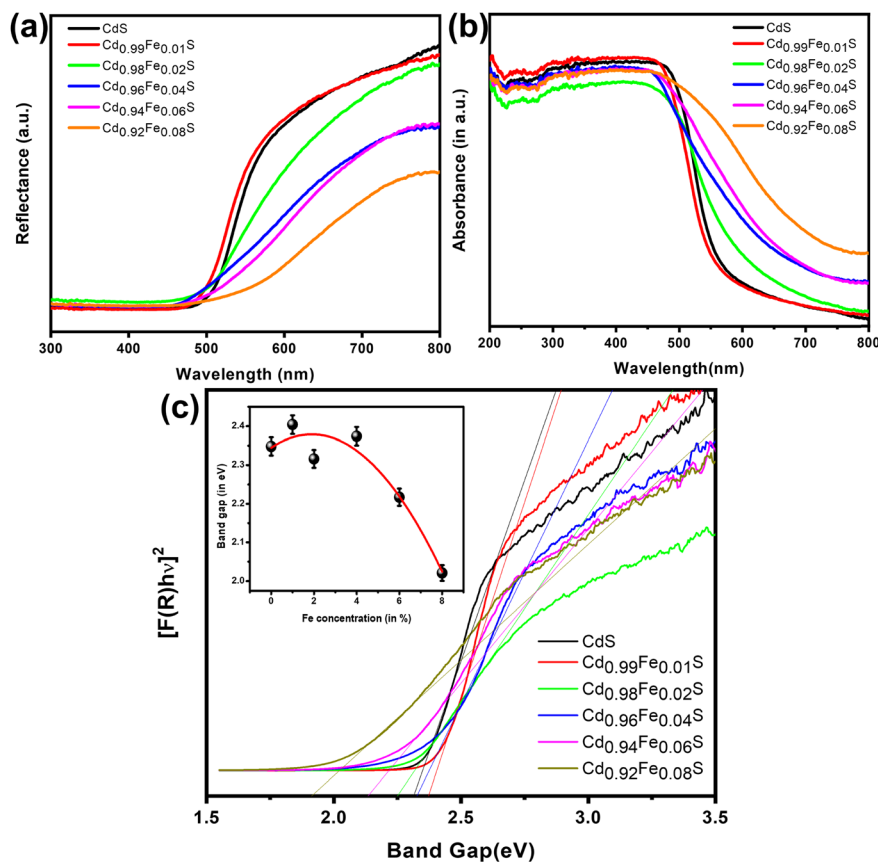 (a)
CdS
Cd0.99Fe0.01S
Cd0.98Fe0.02S
Cd0.96Fe0.04S
Cd0.94Fe0.06S
Cd0.92Fe0.08S
Reflectance (a.u.)
300 400 500 600 700 800
Wavelength (nm)
(b)
CdS
Cd0.99Fe0.01S
Cd0.98Fe0.02S
Cd0.96Fe0.04S
Cd0.94Fe0.06S
Cd0.92Fe0.08S
Absorbance (in a.u.)
200 300 400 500 600 700 800
Wavelength(nm)
(c)
2.4
2.3
2.2
2.1
2.0
Band gap (in eV)
0 2 4 6 8
Fe concentration (in %)
[F(R)hν]2
CdS
Cd0.99Fe0.01S
Cd0.98Fe0.02S
Cd0.96Fe0.04S
Cd0.94Fe0.06S
Cd0.92Fe0.08S
1.5 2.0 2.5 3.0 3.5
Band Gap(eV)